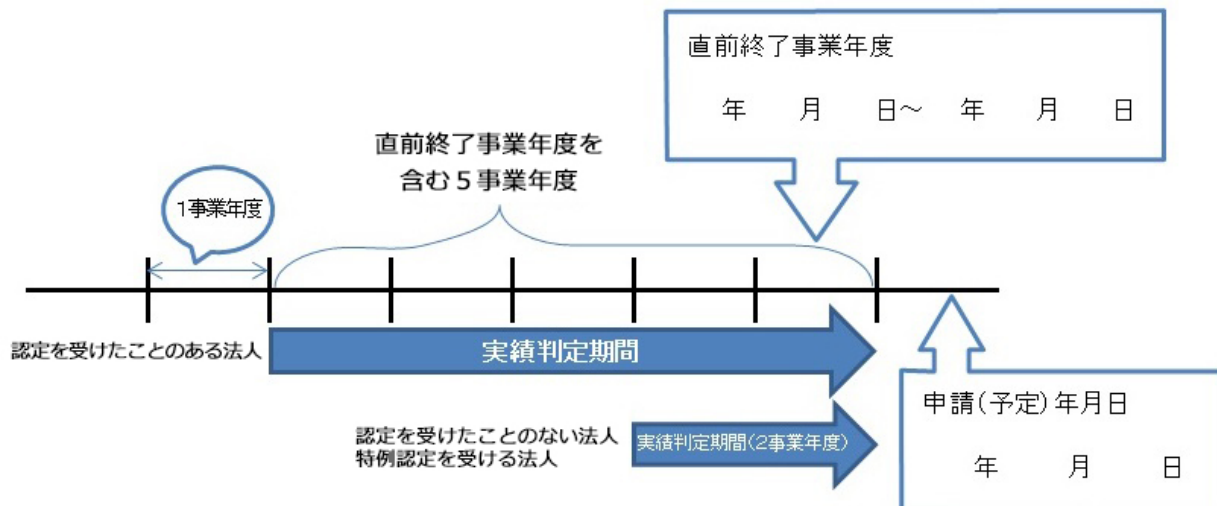 直前終了事業年度
年 月 日～ 年 月 日
直前終了事業年度を
含む５事業年度
1事業年度
認定を受けたことのある法人
実績判定期間
認定を受けたことのない法人
特例認定を受ける法人
実績判定期間(2事業年度)
申請(予定)年月日
年 月 日